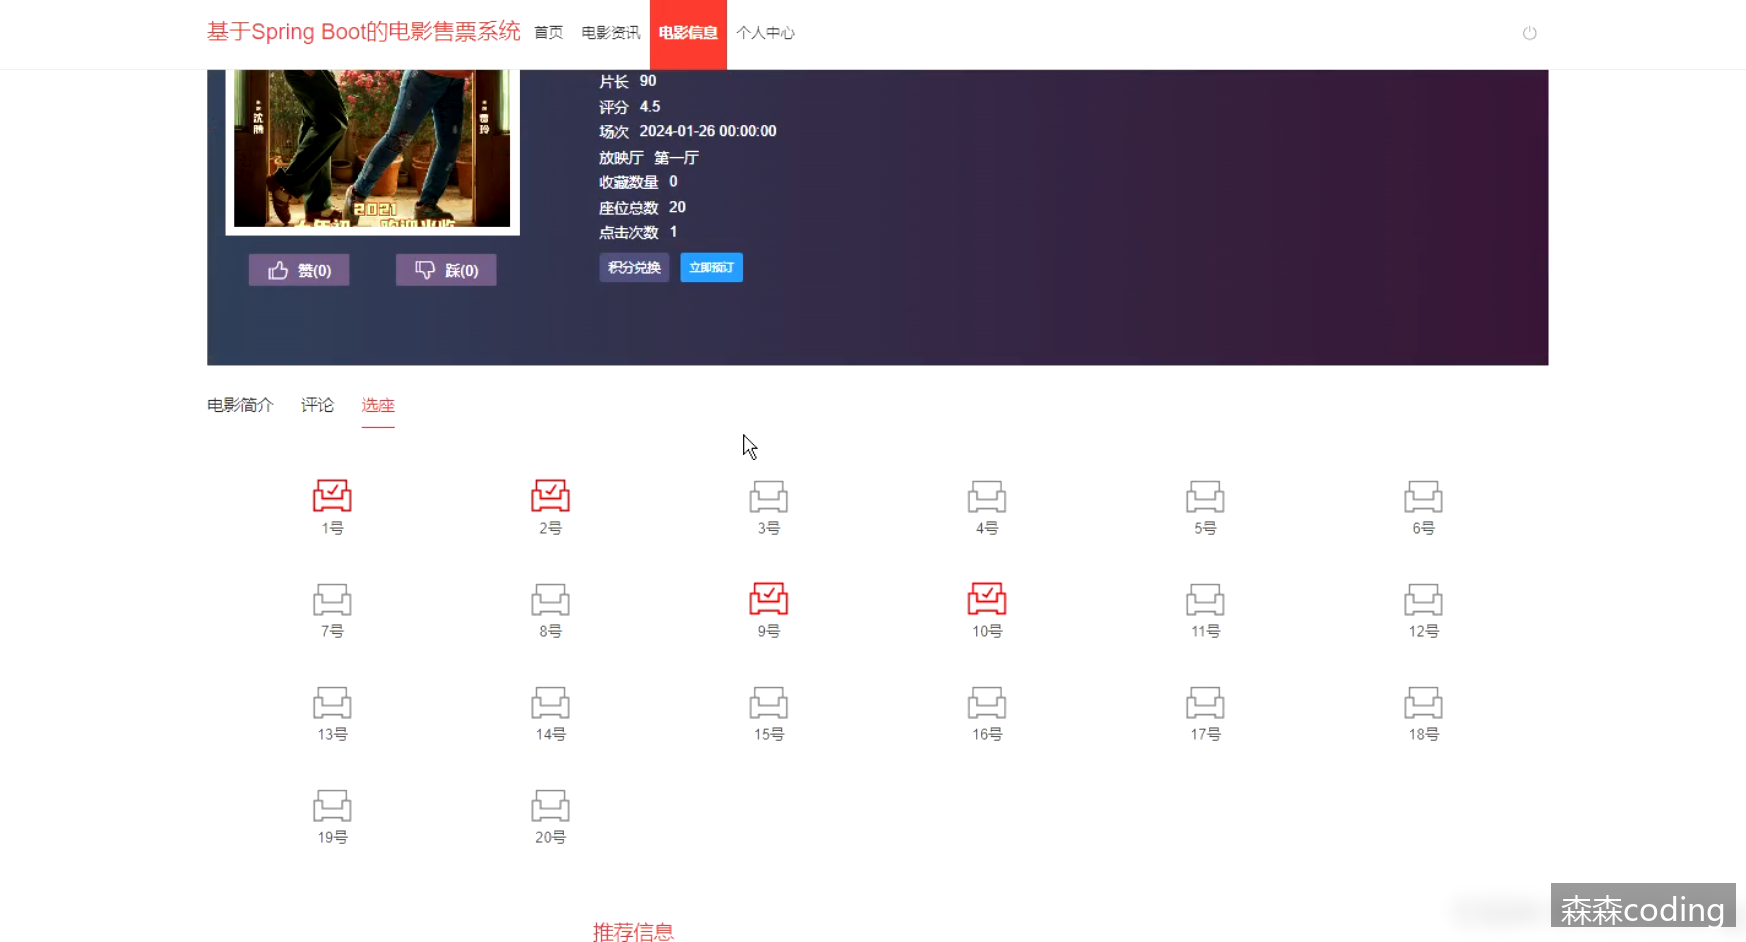 基于Spring Boot的电影售票系统 首页 电影资讯 电影信息 个人中心
片长 90
评分 4.5
场次 2024-01-26 00:00:00
放映厅 第一厅
收藏数量 0
座位总数 20
点击次数 1
积分兑换 立即预订
沈腾
贾玲
2021
赞(0) 踩(0)
电影简介 评论 选座
1号 2号 3号 4号 5号 6号
7号 8号 9号 10号 11号 12号
13号 14号 15号 16号 17号 18号
19号 20号
推荐信息
森森coding